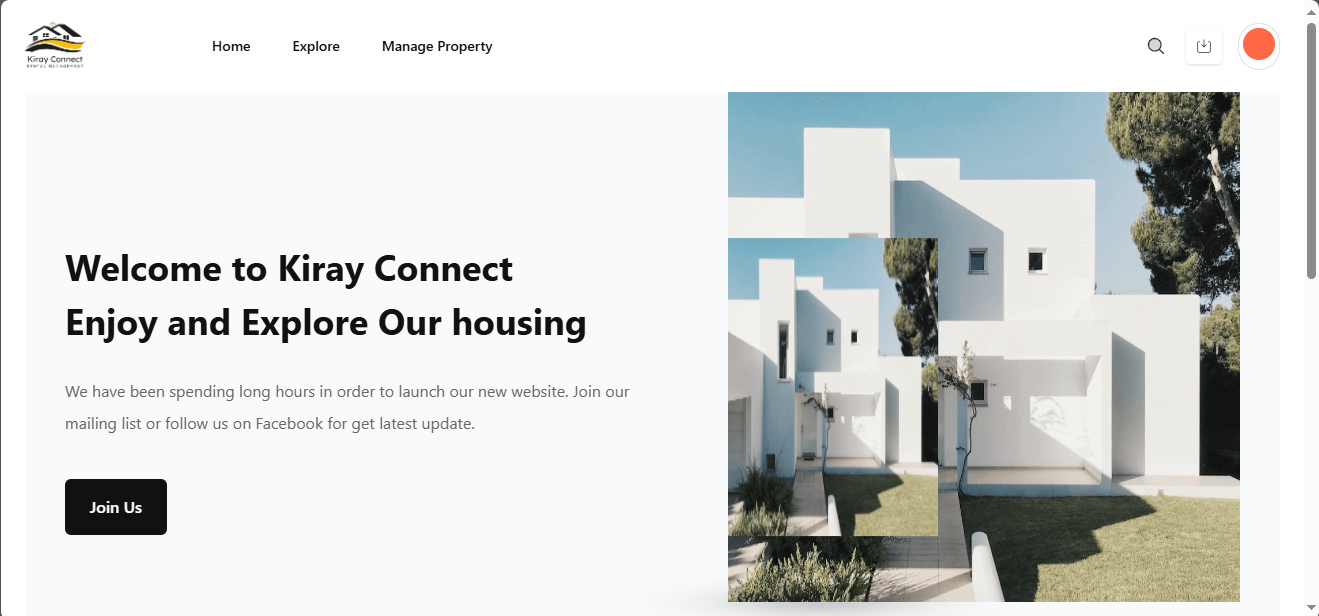 Kiray Connect
RENTAL MANAGEMENT
Home
Explore
Manage Property
Welcome to Kiray Connect
Enjoy and Explore Our housing
We have been spending long hours in order to launch our new website. Join our
mailing list or follow us on Facebook for get latest update.
Join Us